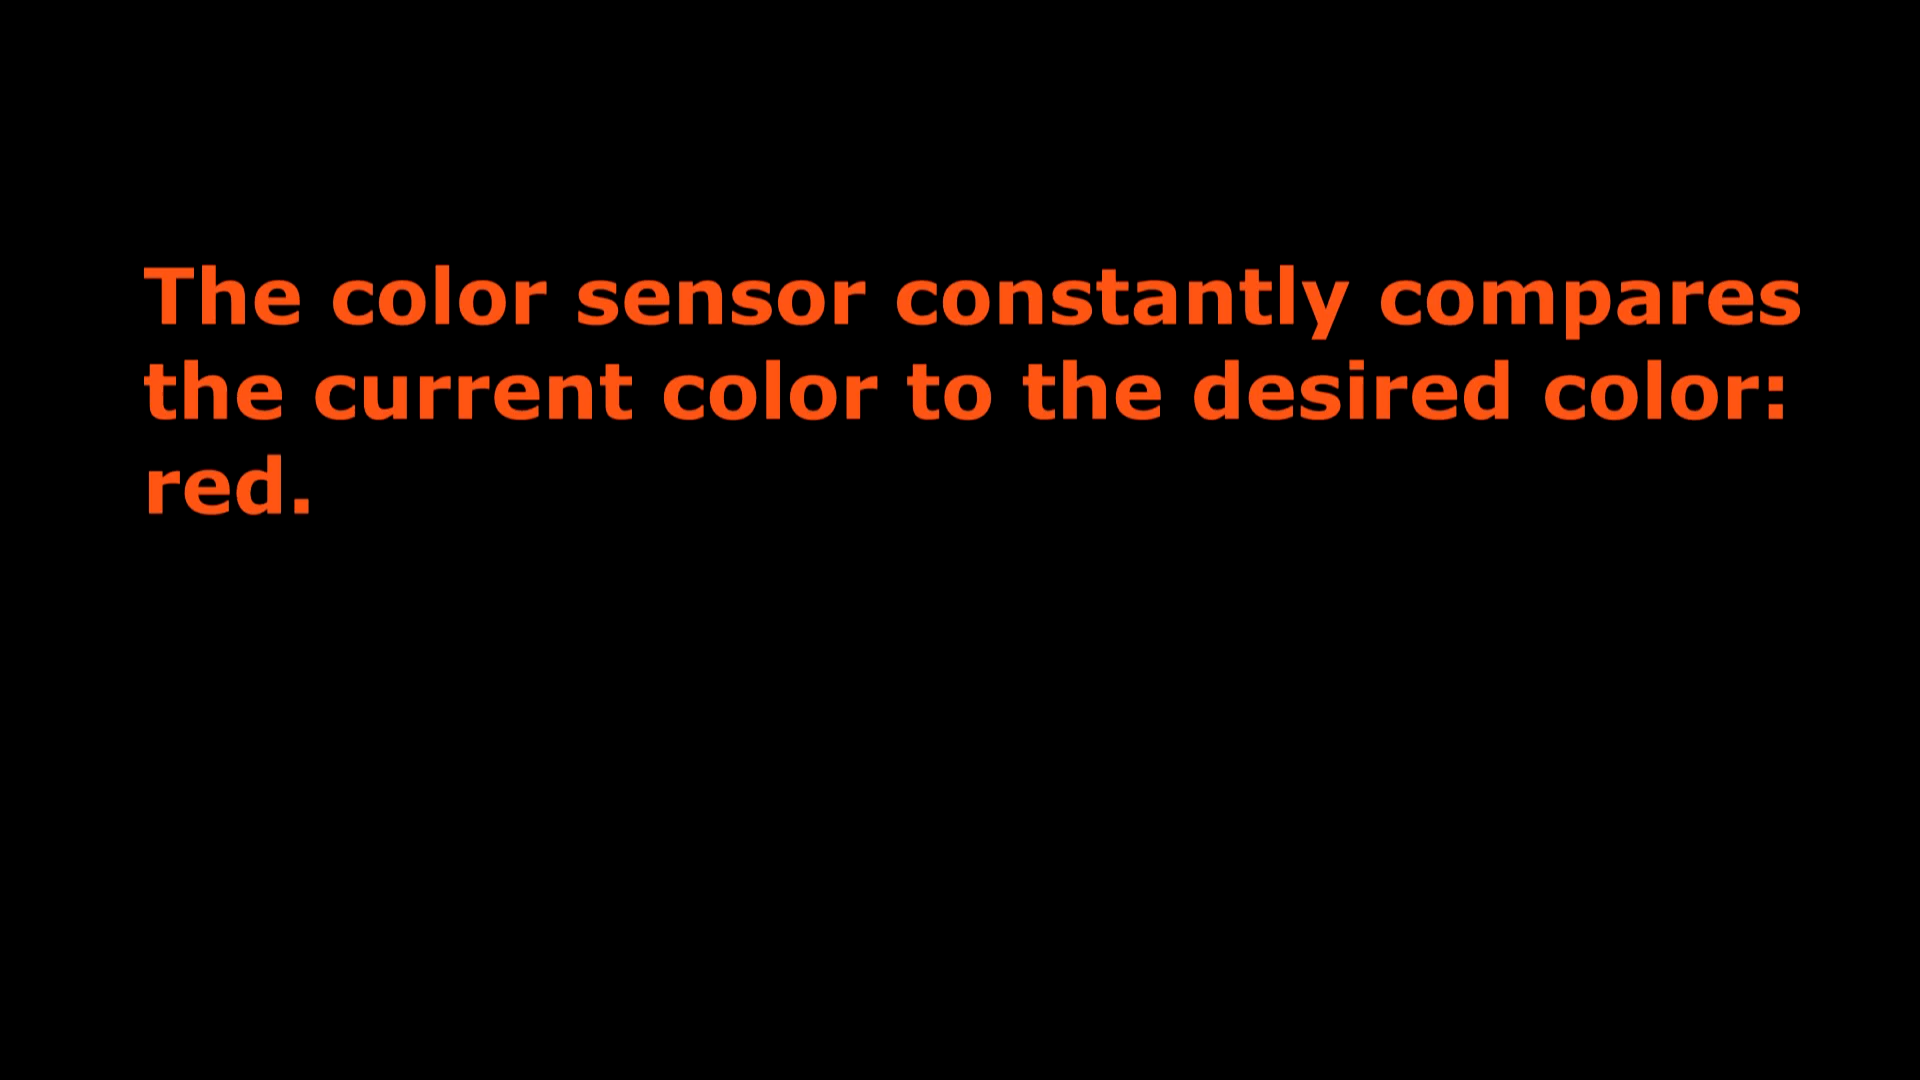 The color sensor constantly compares
the current color to the desired color:
red.